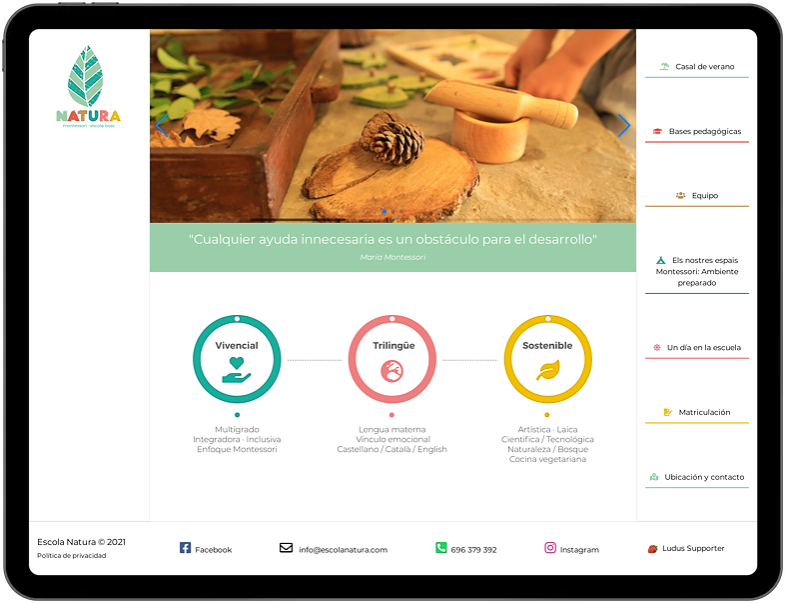 NATURA
montessori · escola bosc
"Cualquier ayuda innecesaria es un obstáculo para el desarrollo"
María Montessori
Vivencial
Multigrado
Integradora · Inclusiva
Enfoque Montessori
Trilingüe
Lengua materna
Vínculo emocional
Castellano / Català / English
Sostenible
Artística · Laica
Científica / Tecnológica
Naturaleza / Bosque
Cocina vegetariana
Casal de verano
Bases pedagógicas
Equipo
Els nostres espais
Montessori: Ambiente
preparado
Un día en la escuela
Matriculación
Ubicación y contacto
Escola Natura © 2021
Política de privacidad
Facebook
info@escolanatura.com
696 379 392
Instagram
Ludus Supporter